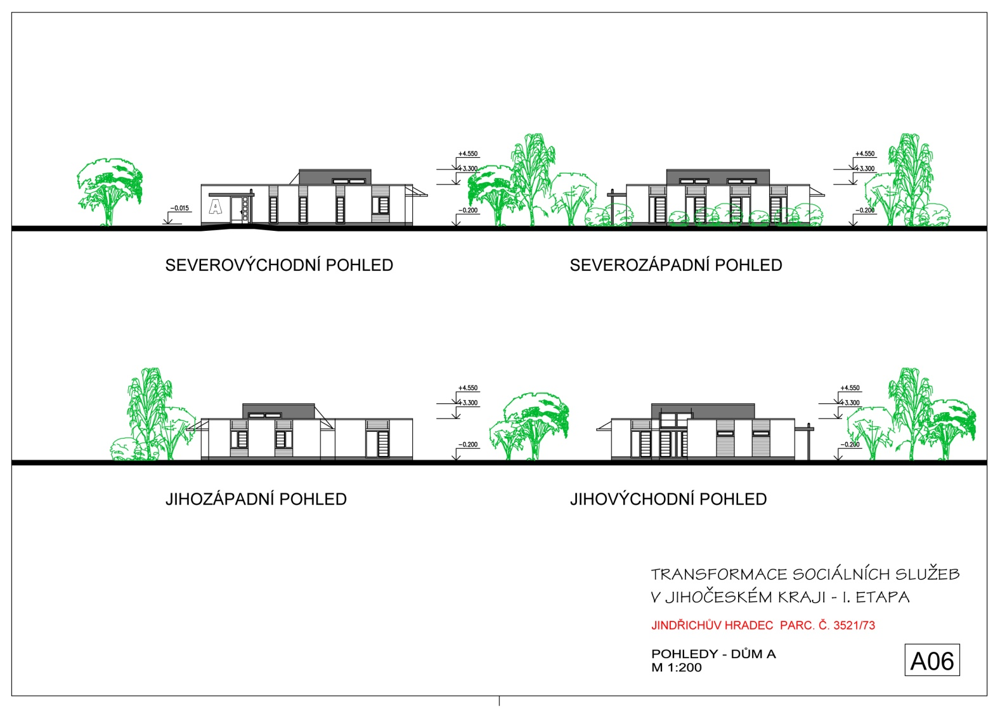 +4.550
+3.300
-0.015
-0.200
A
+4.550
+3.300
-0.200
SEVEROVÝCHODNÍ POHLED
SEVEROZÁPADNÍ POHLED
+4.550
+3.300
-0.200
+4.550
+3.300
-0.200
JIHOZÁPADNÍ POHLED
JIHOVÝCHODNÍ POHLED
TRANSFORMACE SOCIÁLNÍCH SLUŽEB
V JIHOČESKÉM KRAJI - I. ETAPA
JINDŘICHŮV HRADEC PARC. Č. 3521/73
POHLEDY - DŮM A
M 1:200
A06